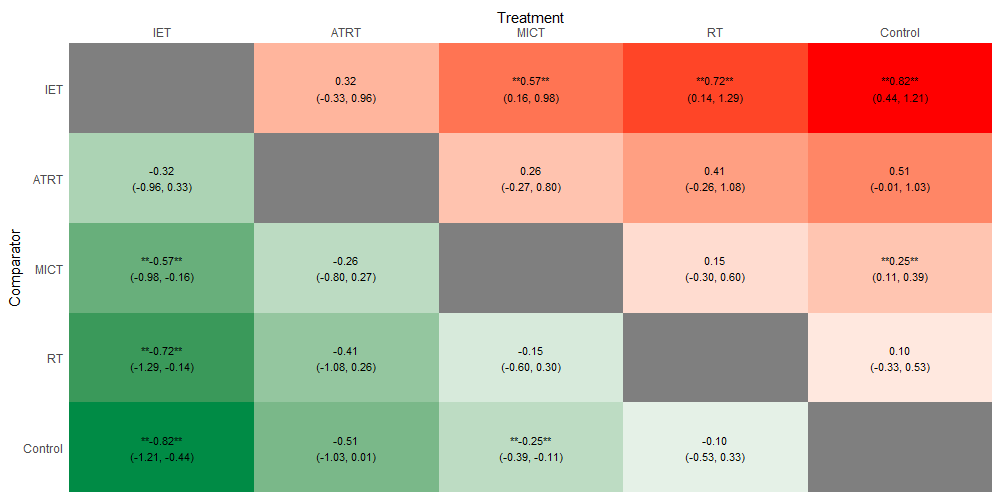 Treatment
IET ATRT MICT RT Control
Comparator
IET
0.32 **0.57** **0.72** **0.82**
(-0.33, 0.96) (0.16, 0.98) (0.14, 1.29) (0.44, 1.21)
ATRT
-0.32 0.26 0.41 0.51
(-0.96, 0.33) (-0.27, 0.80) (-0.26, 1.08) (-0.01, 1.03)
MICT
**-0.57** -0.26 0.15 **0.25**
(-0.98, -0.16) (-0.80, 0.27) (-0.30, 0.60) (0.11, 0.39)
RT
**-0.72** -0.41 -0.15 0.10
(-1.29, -0.14) (-1.08, 0.26) (-0.60, 0.30) (-0.33, 0.53)
Control
**-0.82** -0.51 **-0.25** -0.10
(-1.21, -0.44) (-1.03, 0.01) (-0.39, -0.11) (-0.53, 0.33)